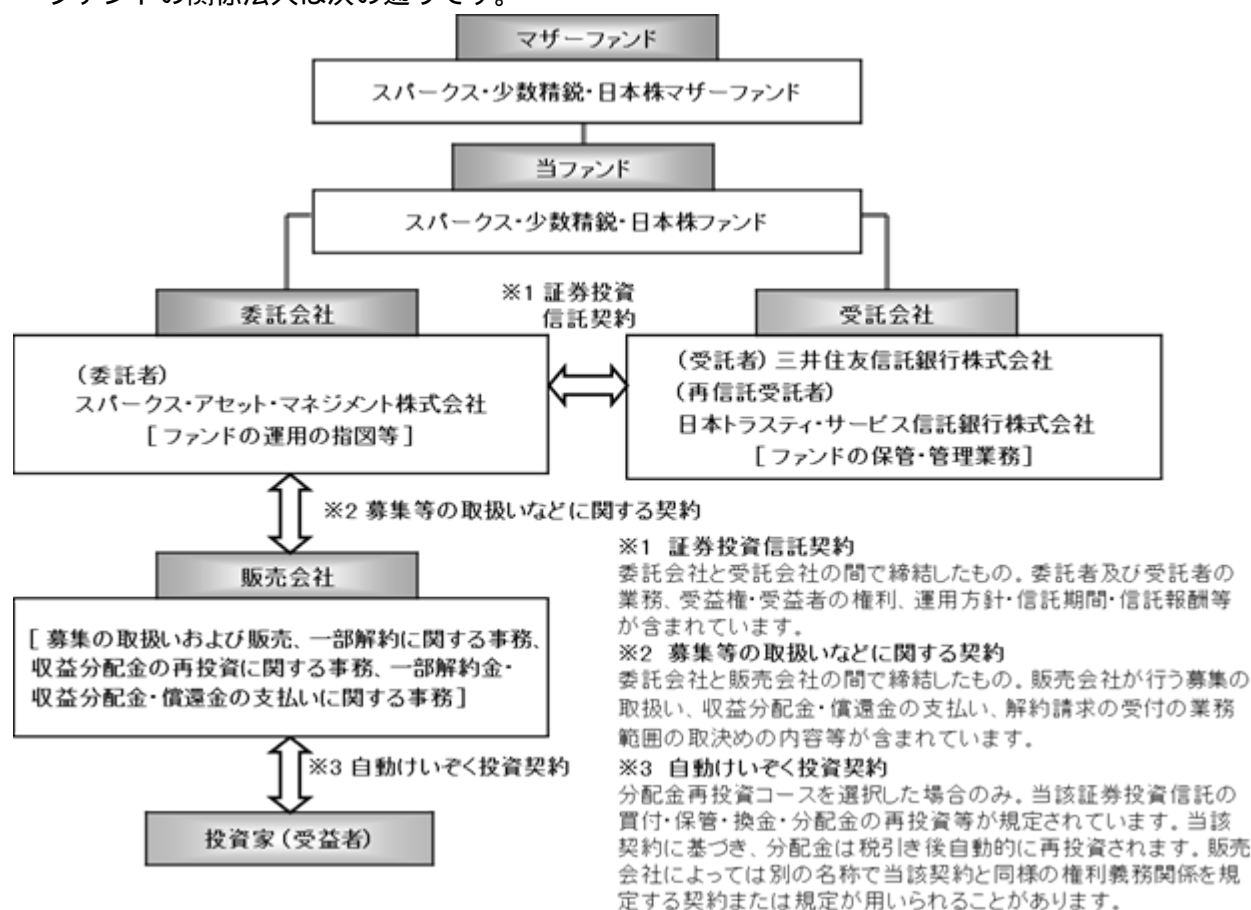 ファンドの関係法人は次の通りです。
マザーファンド
スパークス・少数精鋭・日本株マザーファンド
当ファンド
スパークス・少数精鋭・日本株ファンド
※1 証券投資
信託契約
委託会社
(委託者)
スパークス・アセット・マネジメント株式会社
[ファンドの運用の指図等]
受託会社
(受託者) 三井住友信託銀行株式会社
(再信託受託者)
日本トラスティ・サービス信託銀行株式会社
[ファンドの保管・管理業務]
※2 募集等の取扱いなどに関する契約
販売会社
[募集の取扱いおよび販売、一部解約に関する事務、
収益分配金の再投資に関する事務、一部解約金・
収益分配金・償還金の支払いに関する事務]
※3 自動けいぞく投資契約
投資家(受益者)
※1 証券投資信託契約
委託会社と受託会社の間で締結したもの。委託者及び受託者の
業務、受益権・受益者の権利、運用方針・信託期間・信託報酬等
が含まれています。
※2 募集等の取扱いなどに関する契約
委託会社と販売会社の間で締結したもの。販売会社が行う募集の
取扱い、収益分配金・償還金の支払い、解約請求の受付の業務
範囲の取決めの内容等が含まれています。
※3 自動けいぞく投資契約
分配金再投資コースを選択した場合のみ。当該証券投資信託の
買付・保管・換金・分配金の再投資等が規定されています。当該
契約に基づき、分配金は税引き後自動的に再投資されます。販売
会社によっては別の名称で当該契約と同様の権利義務関係を規
定する契約または規定が用いられることがあります。